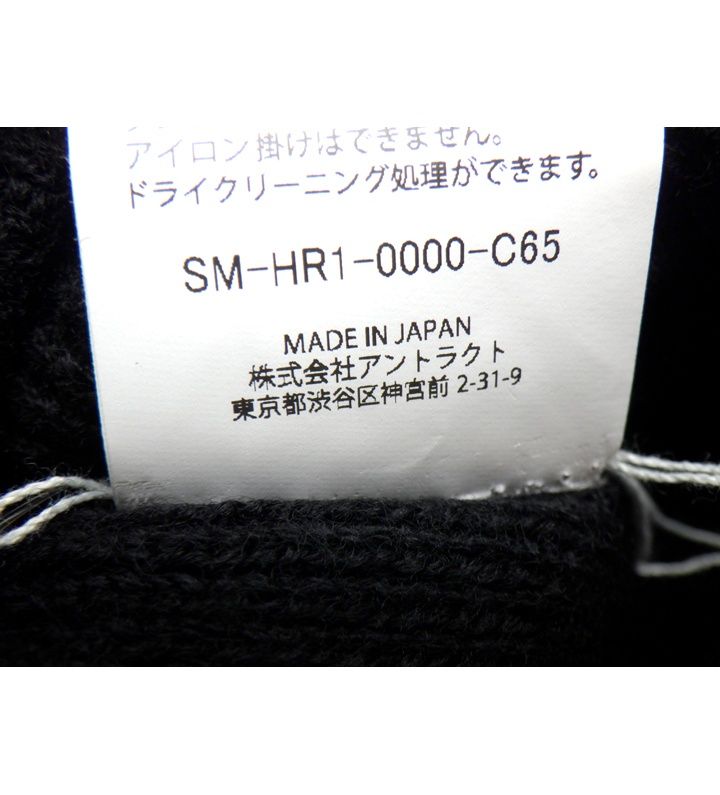 アイロン掛けはできません。
ドライクリーニング処理ができます。
SM-HR1-0000-C65
MADE IN JAPAN
株式会社アントラクト
東京都渋谷区神宮前 2-31-9